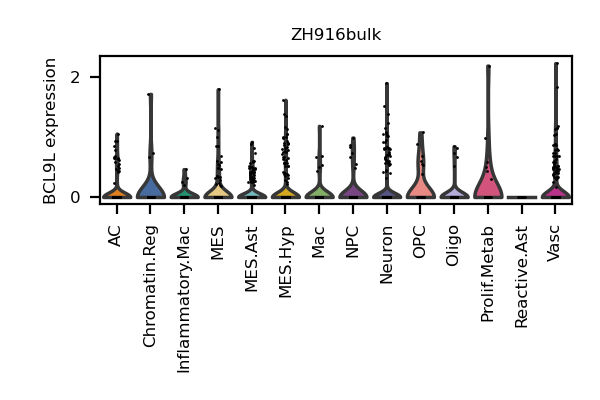 ZH916bulk
BCL9L expression
2
0
AC
Chromatin.Reg
Inflammatory.Mac
MES
MES.Ast
MES.Hyp
Mac
NPC
Neuron
OPC
Oligo
Prolif.Metab
Reactive.Ast
Vasc